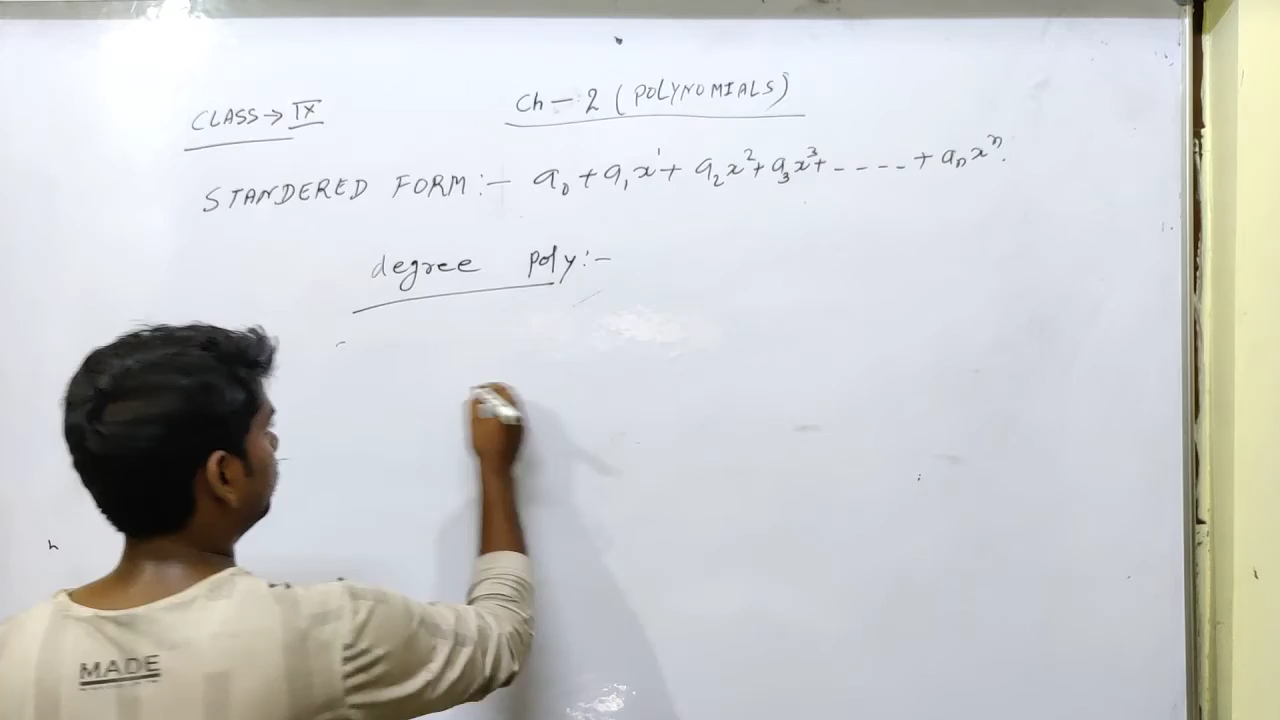 CLASS → IX
Ch - 2 (POLYNOMIALS)
STANDERED FORM :- a₀ + a₁x¹ + a₂x² + a₃x³ + ----- + aₙxⁿ.
degree poly :-
MADE